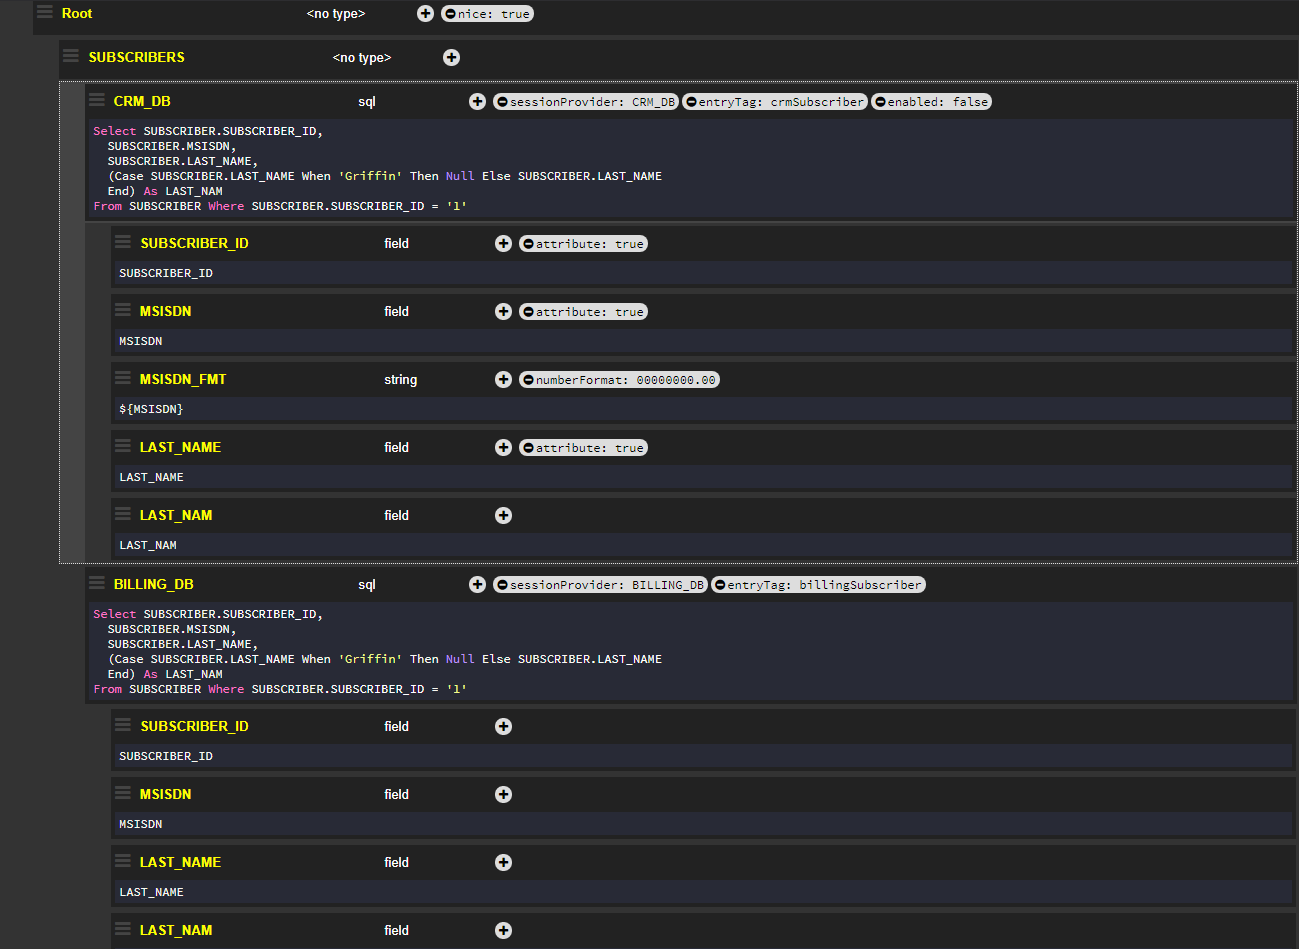 Root <no type> nice: true
SUBSCRIBERS <no type>
CRM_DB sql sessionProvider: CRM_DB entryTag: crmSubscriber enabled: false
Select SUBSCRIBER.SUBSCRIBER_ID,
SUBSCRIBER.MSISDN,
SUBSCRIBER.LAST_NAME,
(Case SUBSCRIBER.LAST_NAME When 'Griffin' Then Null Else SUBSCRIBER.LAST_NAME
End) As LAST_NAM
From SUBSCRIBER Where SUBSCRIBER.SUBSCRIBER_ID = '1'
SUBSCRIBER_ID field attribute: true
SUBSCRIBER_ID
MSISDN field attribute: true
MSISDN
MSISDN_FMT string numberFormat: 00000000.00
${MSISDN}
LAST_NAME field attribute: true
LAST_NAME
LAST_NAM field
LAST_NAM
BILLING_DB sql sessionProvider: BILLING_DB entryTag: billingSubscriber
Select SUBSCRIBER.SUBSCRIBER_ID,
SUBSCRIBER.MSISDN,
SUBSCRIBER.LAST_NAME,
(Case SUBSCRIBER.LAST_NAME When 'Griffin' Then Null Else SUBSCRIBER.LAST_NAME
End) As LAST_NAM
From SUBSCRIBER Where SUBSCRIBER.SUBSCRIBER_ID = '1'
SUBSCRIBER_ID field
SUBSCRIBER_ID
MSISDN field
MSISDN
LAST_NAME field
LAST_NAME
LAST_NAM field